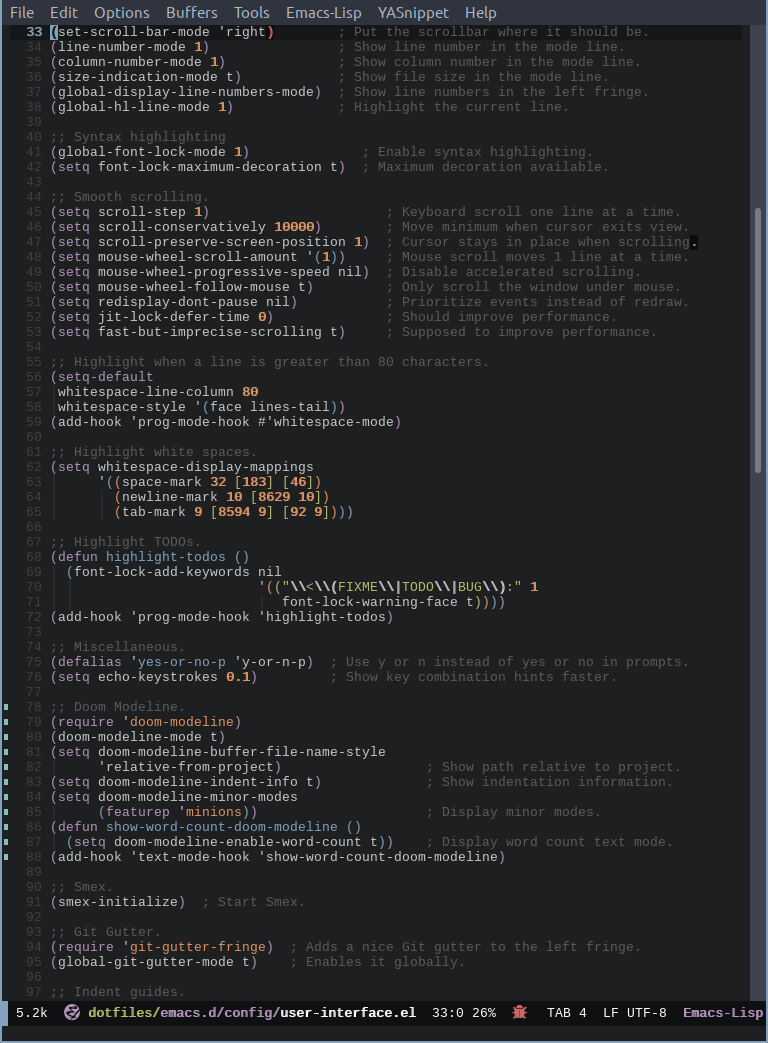 File Edit Options Buffers Tools Emacs-Lisp YASnippet Help
33 (set-scroll-bar-mode 'right)        ; Put the scrollbar where it should be.
34 (line-number-mode 1)                ; Show line number in the mode line.
35 (column-number-mode 1)              ; Show column number in the mode line.
36 (size-indication-mode t)            ; Show file size in the mode line.
37 (global-display-line-numbers-mode)  ; Show line numbers in the left fringe.
38 (global-hl-line-mode 1)             ; Highlight the current line.
39
40 ;; Syntax highlighting
41 (global-font-lock-mode 1)              ; Enable syntax highlighting.
42 (setq font-lock-maximum-decoration t)  ; Maximum decoration available.
43
44 ;; Smooth scrolling.
45 (setq scroll-step 1)                      ; Keyboard scroll one line at a time.
46 (setq scroll-conservatively 10000)        ; Move minimum when cursor exits view.
47 (setq scroll-preserve-screen-position 1)  ; Cursor stays in place when scrolling.
48 (setq mouse-wheel-scroll-amount '(1))     ; Mouse scroll moves 1 line at a time.
49 (setq mouse-wheel-progressive-speed nil)  ; Disable accelerated scrolling.
50 (setq mouse-wheel-follow-mouse t)         ; Only scroll the window under mouse.
51 (setq redisplay-dont-pause nil)           ; Prioritize events instead of redraw.
52 (setq jit-lock-defer-time 0)              ; Should improve performance.
53 (setq fast-but-imprecise-scrolling t)     ; Supposed to improve performance.
54
55 ;; Highlight when a line is greater than 80 characters.
56 (setq-default
57  whitespace-line-column 80
58  whitespace-style '(face lines-tail))
59 (add-hook 'prog-mode-hook #'whitespace-mode)
60
61 ;; Highlight white spaces.
62 (setq whitespace-display-mappings
63       '((space-mark 32 [183] [46])
64         (newline-mark 10 [8629 10])
65         (tab-mark 9 [8594 9] [92 9])))
66
67 ;; Highlight TODOs.
68 (defun highlight-todos ()
69   (font-lock-add-keywords nil
70                           '(("\\<\\(FIXME\\|TODO\\|BUG\\):" 1
71                              font-lock-warning-face t))))
72 (add-hook 'prog-mode-hook 'highlight-todos)
73
74 ;; Miscellaneous.
75 (defalias 'yes-or-no-p 'y-or-n-p)  ; Use y or n instead of yes or no in prompts.
76 (setq echo-keystrokes 0.1)         ; Show key combination hints faster.
77
78 ;; Doom Modeline.
79 (require 'doom-modeline)
80 (doom-modeline-mode t)
81 (setq doom-modeline-buffer-file-name-style
82       'relative-from-project)                  ; Show path relative to project.
83 (setq doom-modeline-indent-info t)             ; Show indentation information.
84 (setq doom-modeline-minor-modes
85       (featurep 'minions))                     ; Display minor modes.
86 (defun show-word-count-doom-modeline ()
87   (setq doom-modeline-enable-word-count t))    ; Display word count text mode.
88 (add-hook 'text-mode-hook 'show-word-count-doom-modeline)
89
90 ;; Smex.
91 (smex-initialize)  ; Start Smex.
92
93 ;; Git Gutter.
94 (require 'git-gutter-fringe)  ; Adds a nice Git gutter to the left fringe.
95 (global-git-gutter-mode t)    ; Enables it globally.
96
97 ;; Indent guides.
5.2k dotfiles/emacs.d/config/user-interface.el 33:0 26% TAB 4 LF UTF-8 Emacs-Lisp